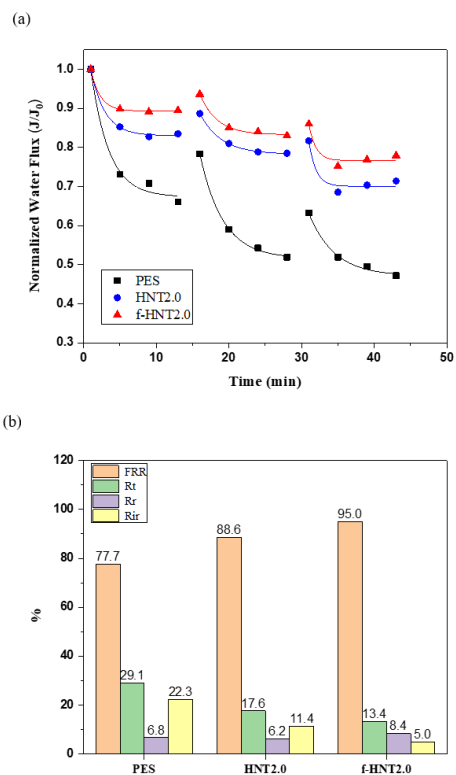 (a)
Normalized Water Flux (J/J0)
1.0
0.9
0.8
0.7
0.6
0.5
0.4
0.3
PES
HNT2.0
f-HNT2.0
0 10 20 30 40 50
Time (min)
(b)
%
120
100
80
60
40
20
0
FRR
Rt
Rr
Rir
77.7
29.1
6.8
22.3
88.6
17.6
6.2
11.4
95.0
13.4
8.4
5.0
PES HNT2.0 f-HNT2.0